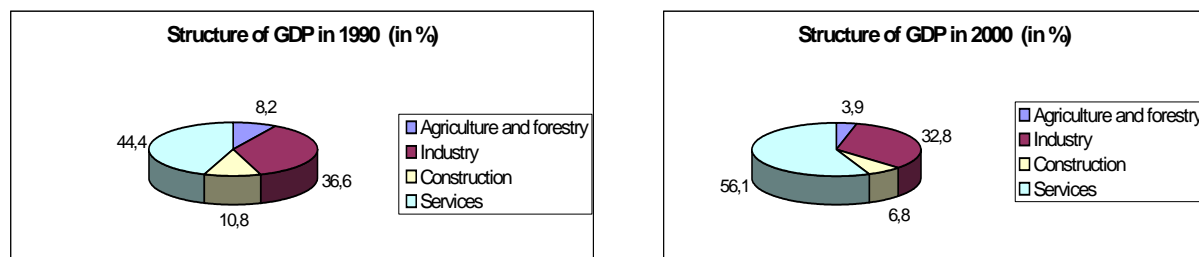 Structure of GDP in 1990 (in %)
8,2
44,4
36,6
10,8
Agriculture and forestry
Industry
Construction
Services
Structure of GDP in 2000 (in %)
3,9
32,8
56,1
6,8
Agriculture and forestry
Industry
Construction
Services